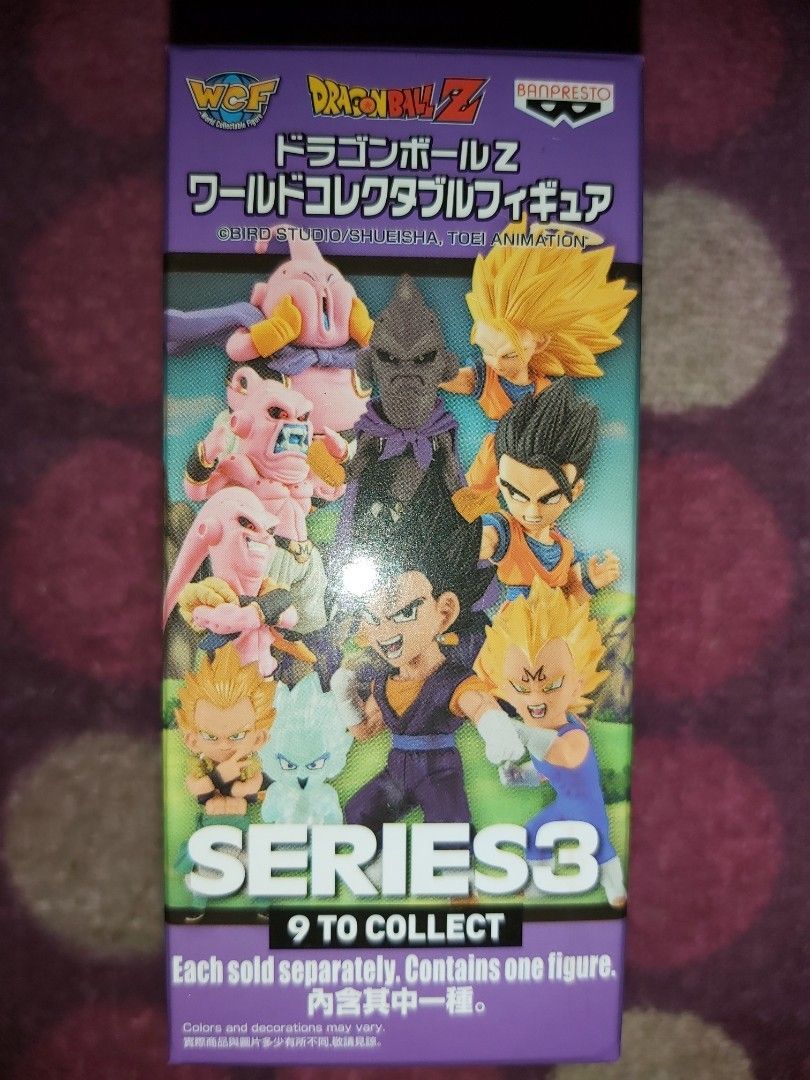 WCF
World Collectable Figure
DRAGONBALL Z
BANPRESTO
ドラゴンボールZ
ワールドコレクタブルフィギュア
©BIRD STUDIO/SHUEISHA, TOEI ANIMATION
M
SERIES3
9 TO COLLECT
Each sold separately. Contains one figure.
內含其中一種。
Colors and decorations may vary.
實際商品與圖片多少有所不同,敬請見諒。